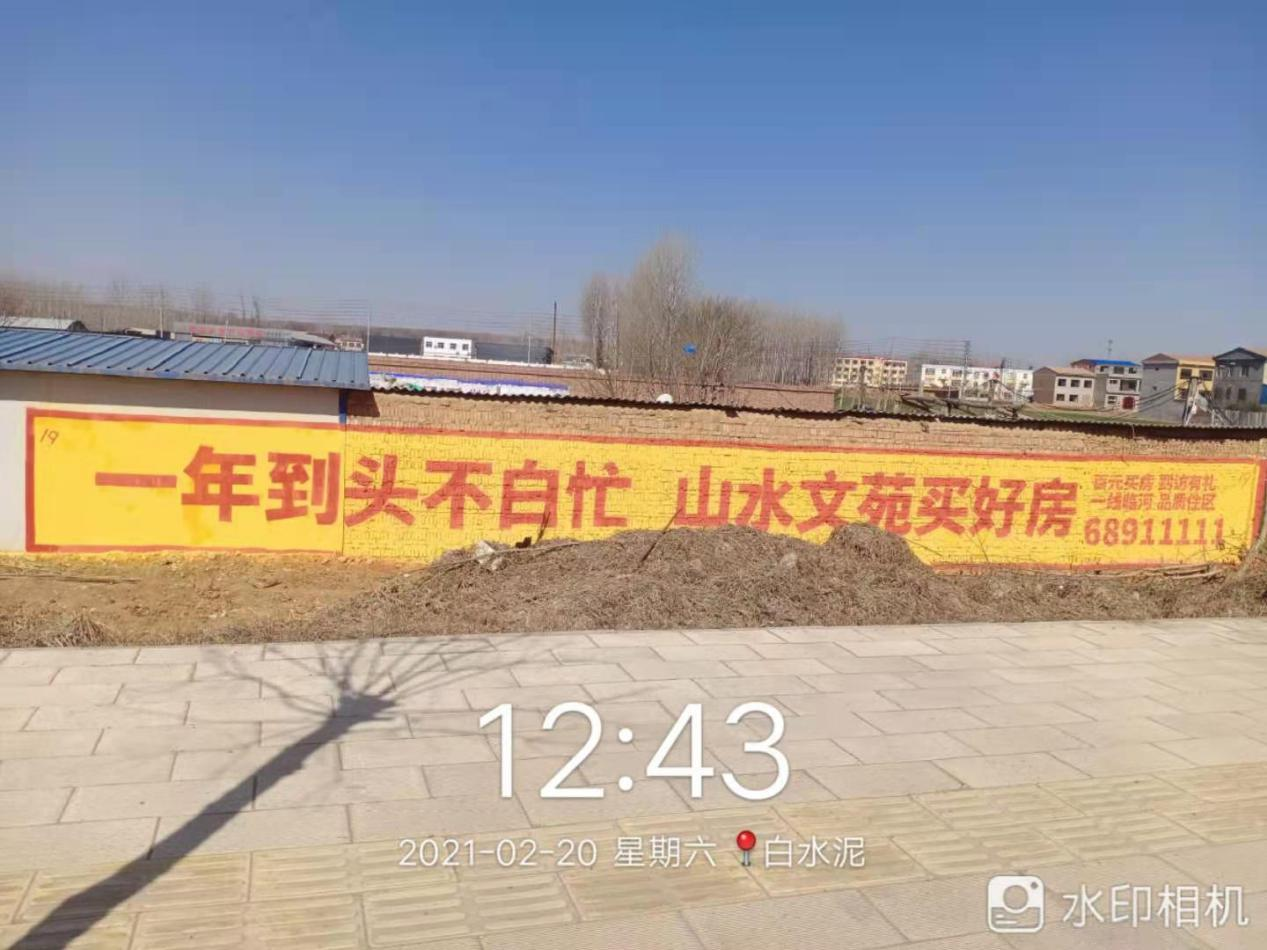 19
一年到头不白忙 山水文苑买好房
百元买房 到访有礼
一线临河 品质住区
68911111
12:43
2021-02-20 星期六 白水泥
水印相机